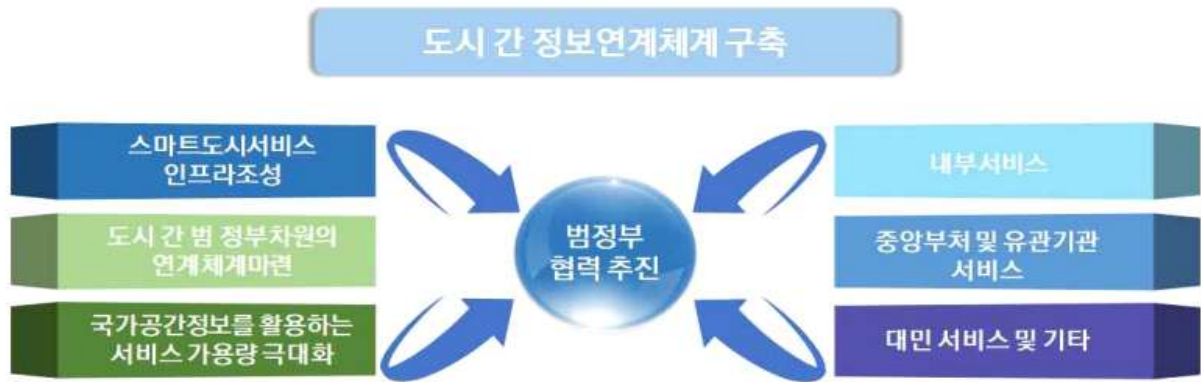 도시 간 정보연계체계 구축
스마트도시서비스
인프라조성
도시 간 범 정부차원의
연계체계마련
국가공간정보를 활용하는
서비스 가용량 극대화
범정부
협력 추진
내부서비스
중앙부처 및 유관기관
서비스
대민 서비스 및 기타